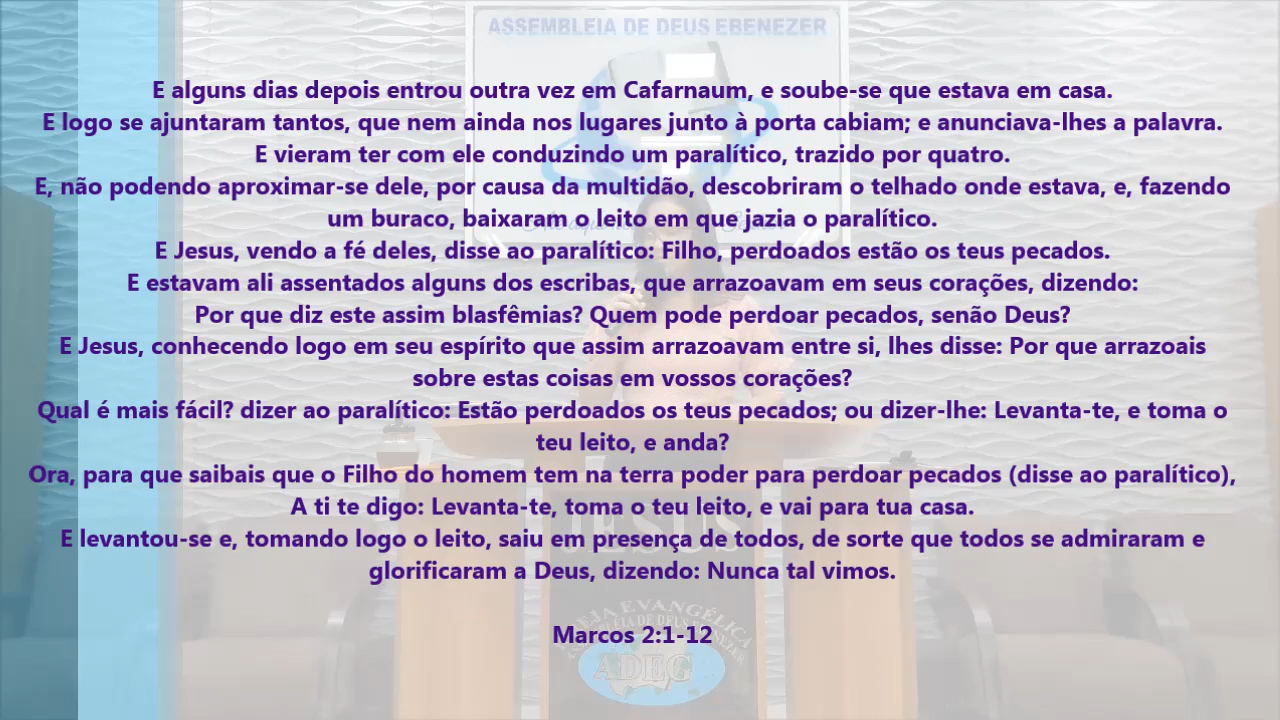 ASSEMBLEIA DE DEUS EBENEZER
E alguns dias depois entrou outra vez em Cafarnaum, e soube-se que estava em casa.
E logo se ajuntaram tantos, que nem ainda nos lugares junto à porta cabiam; e anunciava-lhes a palavra.
E vieram ter com ele conduzindo um paralítico, trazido por quatro.
E, não podendo aproximar-se dele, por causa da multidão, descobriram o telhado onde estava, e, fazendo
um buraco, baixaram o leito em que jazia o paralítico.
E Jesus, vendo a fé deles, disse ao paralítico: Filho, perdoados estão os teus pecados.
E estavam ali assentados alguns dos escribas, que arrazoavam em seus corações, dizendo:
Por que diz este assim blasfêmias? Quem pode perdoar pecados, senão Deus?
E Jesus, conhecendo logo em seu espírito que assim arrazoavam entre si, lhes disse: Por que arrazoais
sobre estas coisas em vossos corações?
Qual é mais fácil? dizer ao paralítico: Estão perdoados os teus pecados; ou dizer-lhe: Levanta-te, e toma o
teu leito, e anda?
Ora, para que saibais que o Filho do homem tem na terra poder para perdoar pecados (disse ao paralítico),
A ti te digo: Levanta-te, toma o teu leito, e vai para tua casa.
E levantou-se e, tomando logo o leito, saiu em presença de todos, de sorte que todos se admiraram e
glorificaram a Deus, dizendo: Nunca tal vimos.
JESUS
Marcos 2:1-12
EVANGÉLICA
DE DEUS
ADEG